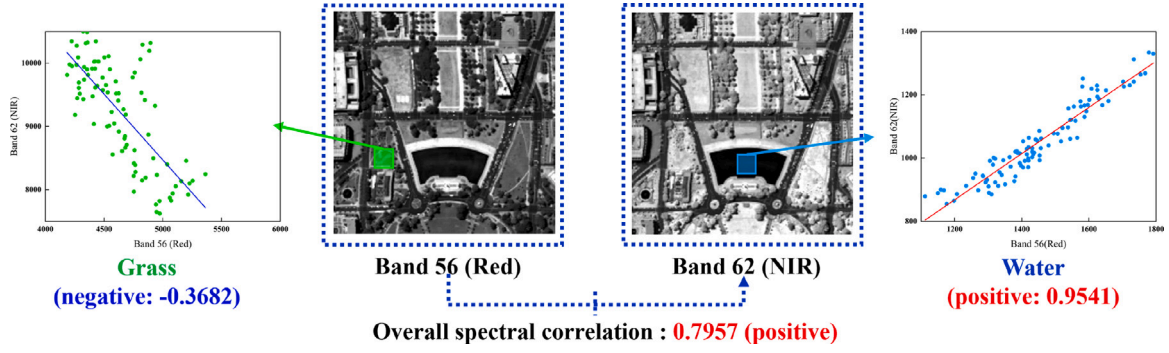 10000
9000
8000
4000
4500
5000
5500
6000
Band 62 (NIR)
Band 56 (Red)
Grass
(negative: -0.3682)
Band 56 (Red)
Band 62 (NIR)
1400
1200
1000
800
1200
1400
1600
1800
Band 62(NIR)
Band 56(Red)
Water
(positive: 0.9541)
Overall spectral correlation : 0.7957 (positive)